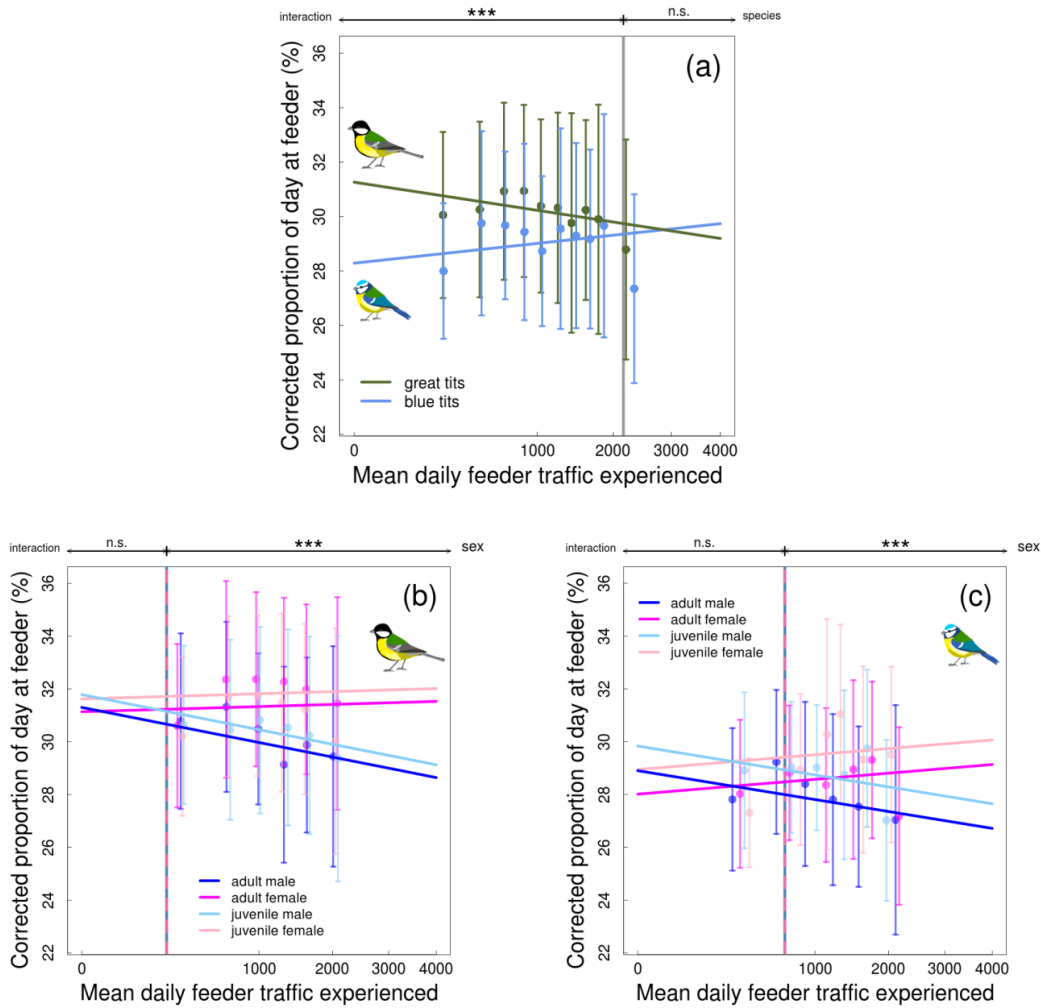 interaction *** n.s. species
(a)
Corrected proportion of day at feeder (%)
36
34
32
30
28
26
24
22
great tits
blue tits
0 1000 2000 3000 4000
Mean daily feeder traffic experienced
interaction n.s. *** sex
(b)
Corrected proportion of day at feeder (%)
36
34
32
30
28
26
24
22
adult male
adult female
juvenile male
juvenile female
0 1000 2000 3000 4000
Mean daily feeder traffic experienced
interaction n.s. *** sex
(c)
Corrected proportion of day at feeder (%)
36
34
32
30
28
26
24
22
adult male
adult female
juvenile male
juvenile female
0 1000 2000 3000 4000
Mean daily feeder traffic experienced